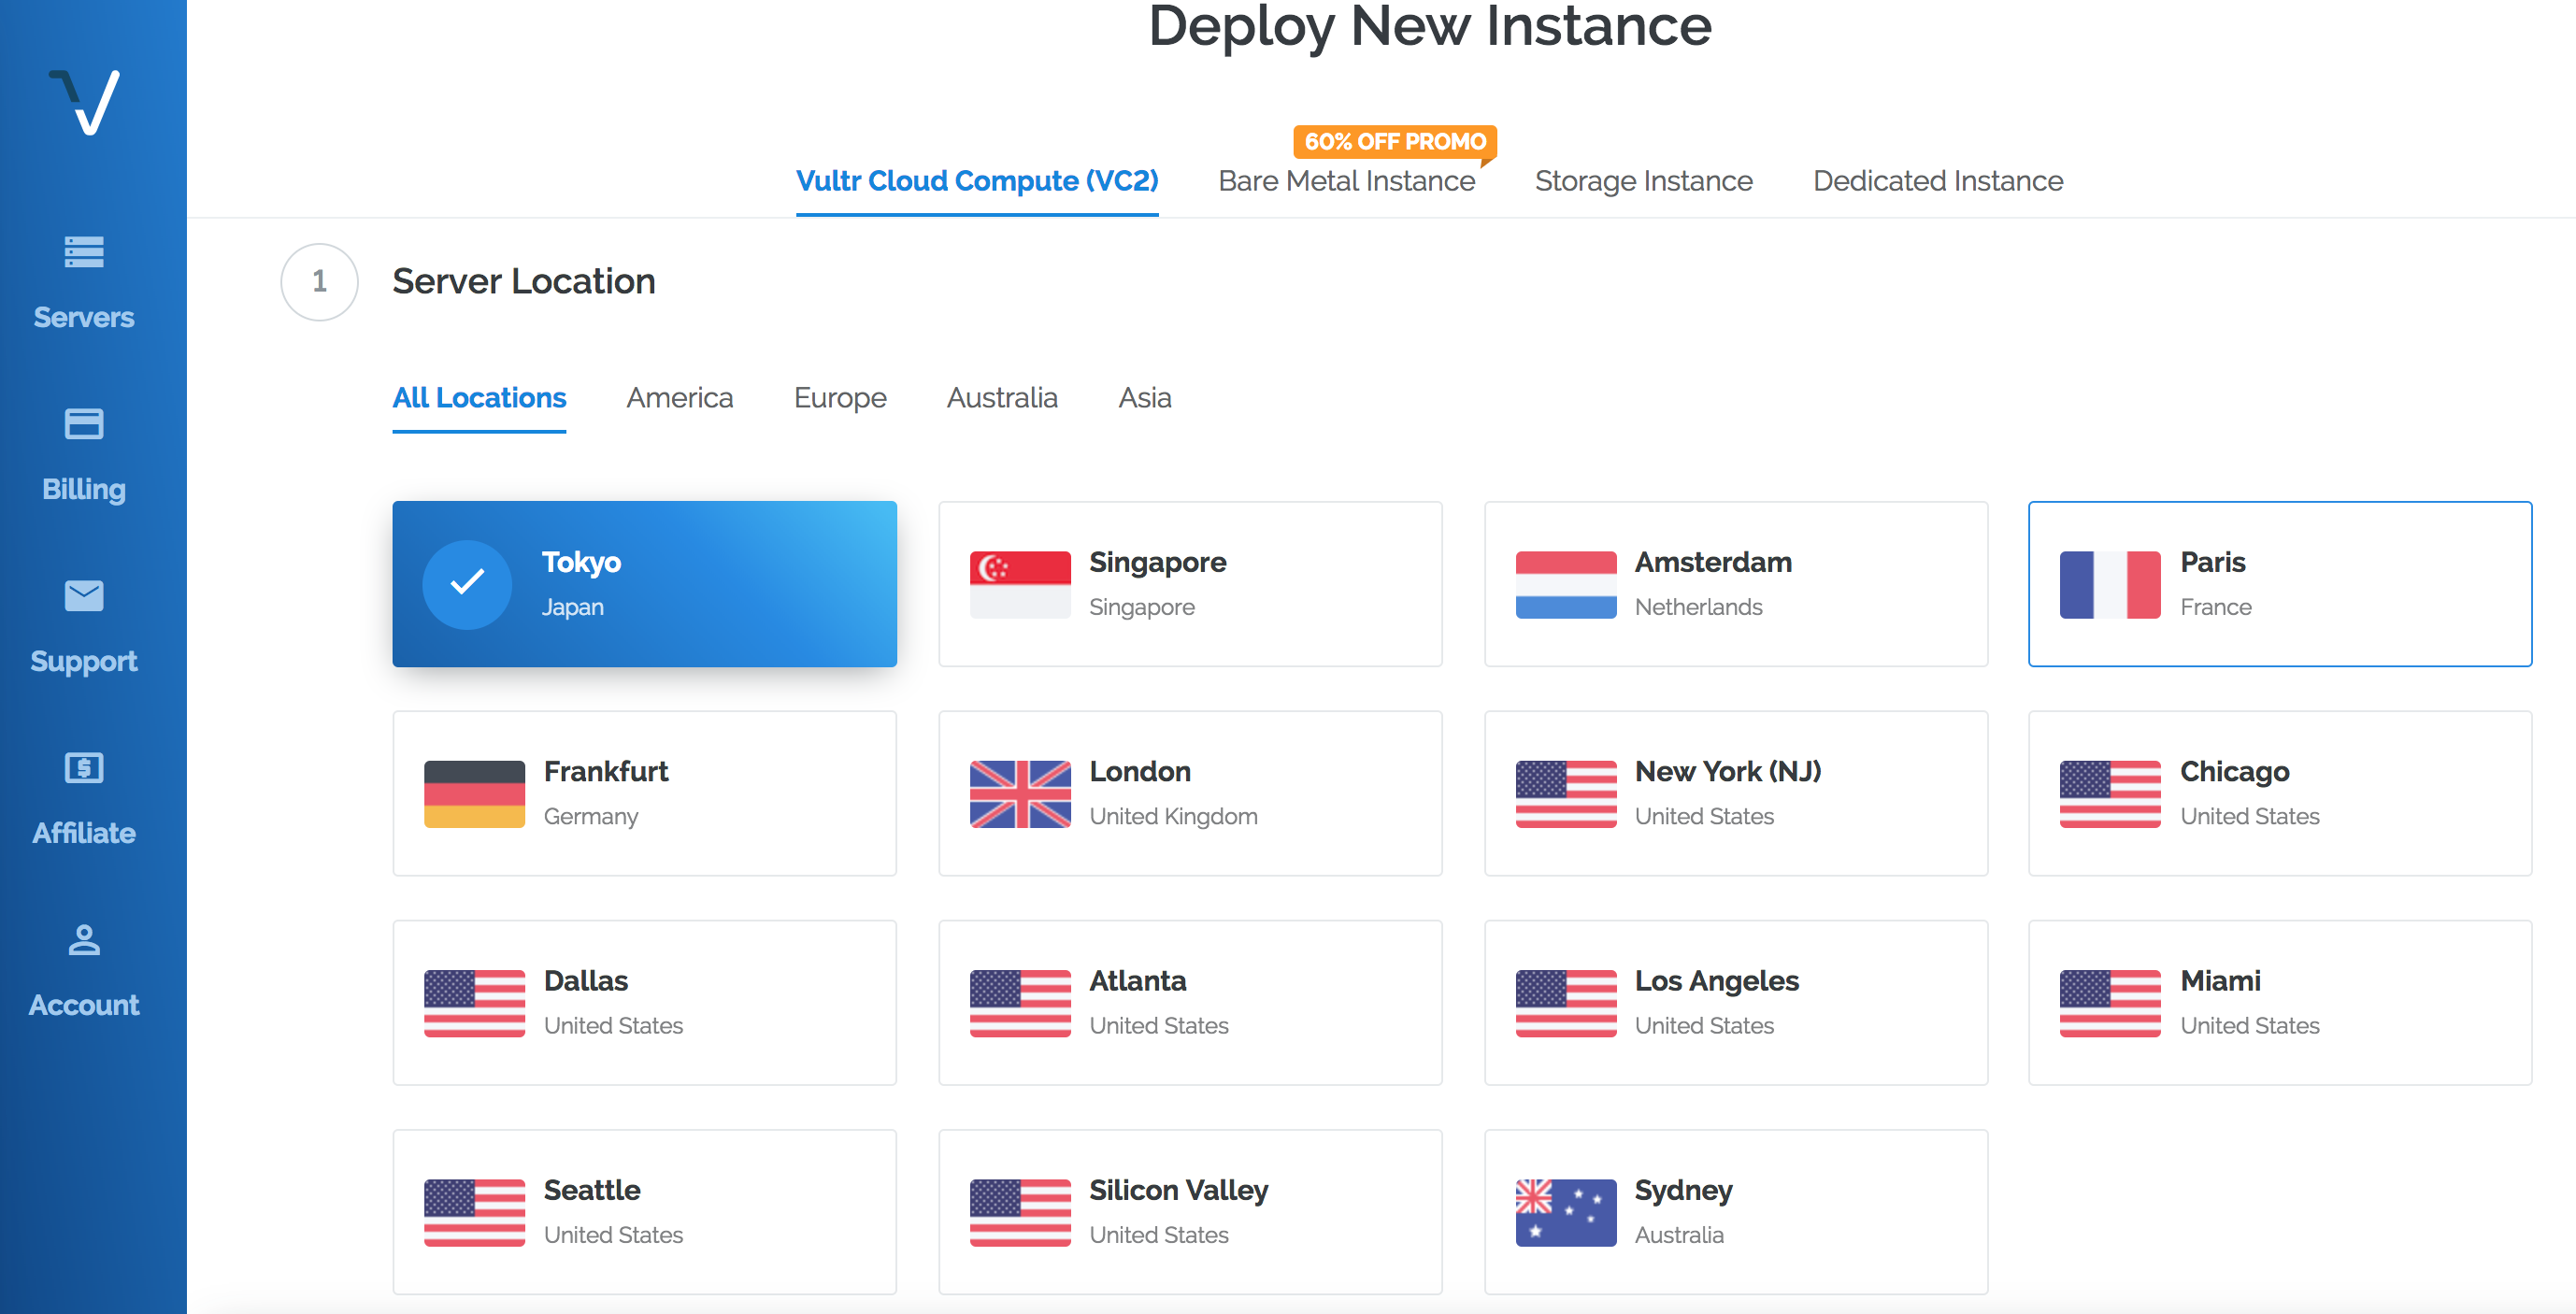 Deploy New Instance
60% OFF PROMO
Vultr Cloud Compute (VC2)
Bare Metal Instance
Storage Instance
Dedicated Instance
Servers
Billing
Support
Affiliate
Account
1
Server Location
All Locations
America
Europe
Australia
Asia
Tokyo
Japan
Singapore
Singapore
Amsterdam
Netherlands
Paris
France
Frankfurt
Germany
London
United Kingdom
New York (NJ)
United States
Chicago
United States
Dallas
United States
Atlanta
United States
Los Angeles
United States
Miami
United States
Seattle
United States
Silicon Valley
United States
Sydney
Australia